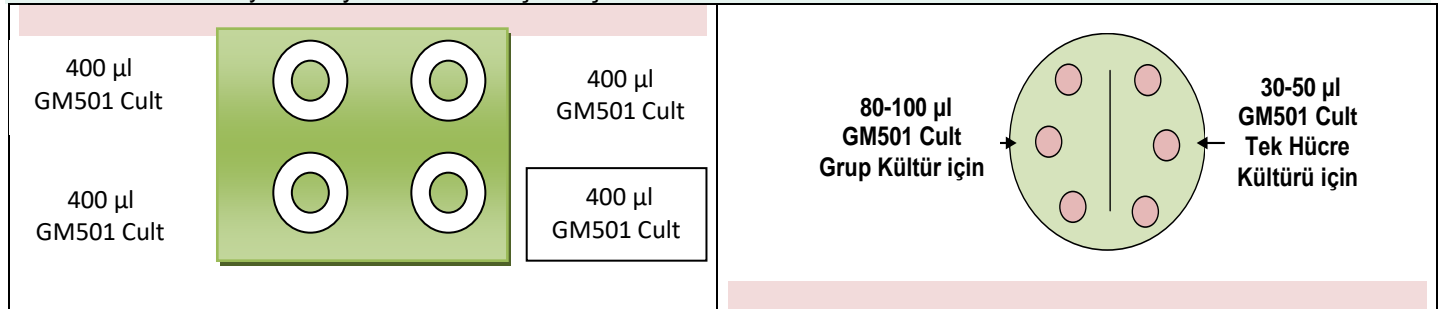 400 µl
GM501 Cult
400 µl
GM501 Cult
400 µl
GM501 Cult
400 µl
GM501 Cult
80-100 µl
GM501 Cult
Grup Kültür için
30-50 µl
GM501 Cult
Tek Hücre
Kültürü için